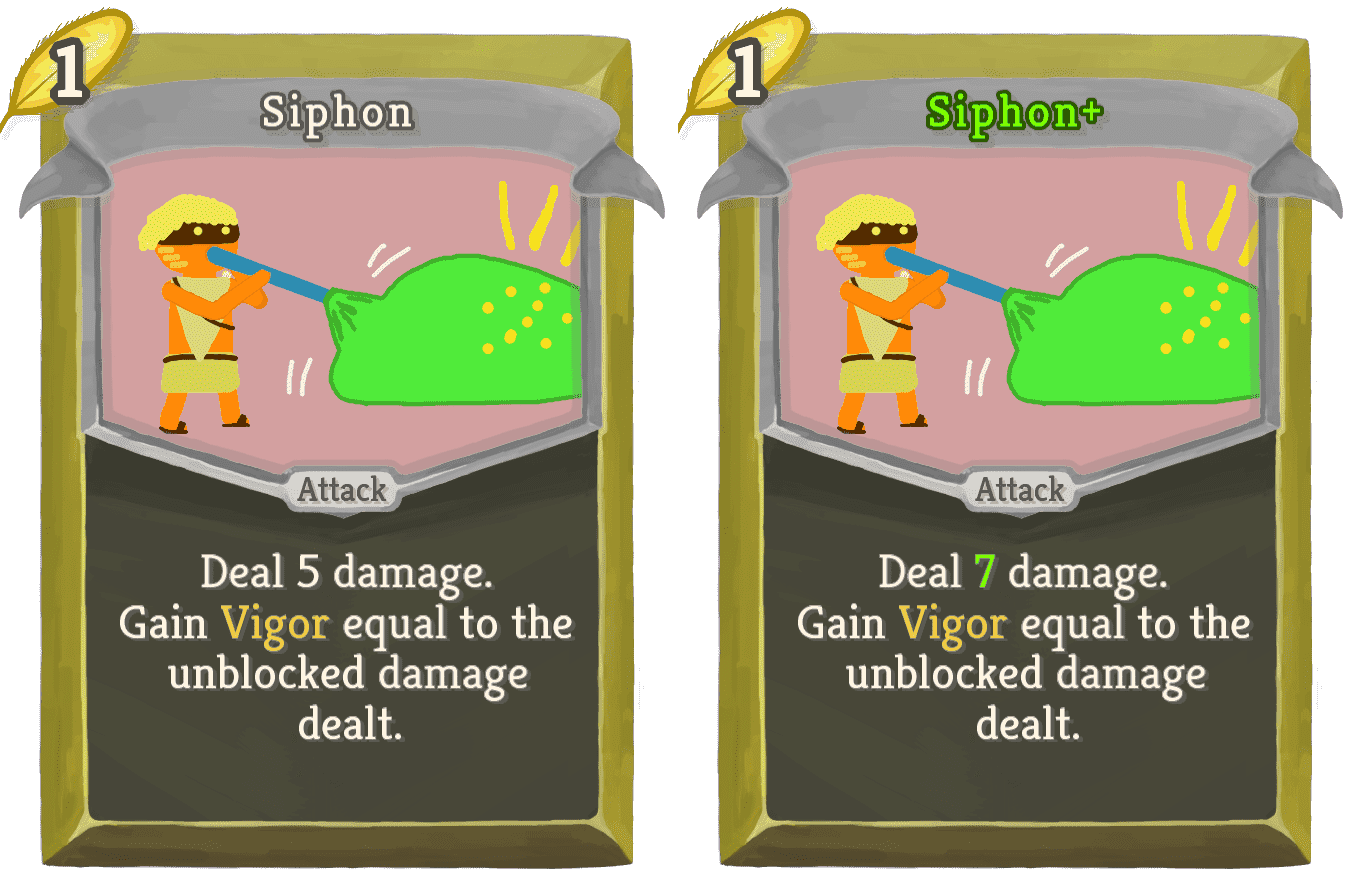 1
Siphon
Attack
Deal 5 damage.
Gain Vigor equal to the
unblocked damage
dealt.
1
Siphon+
Attack
Deal 7 damage.
Gain Vigor equal to the
unblocked damage
dealt.